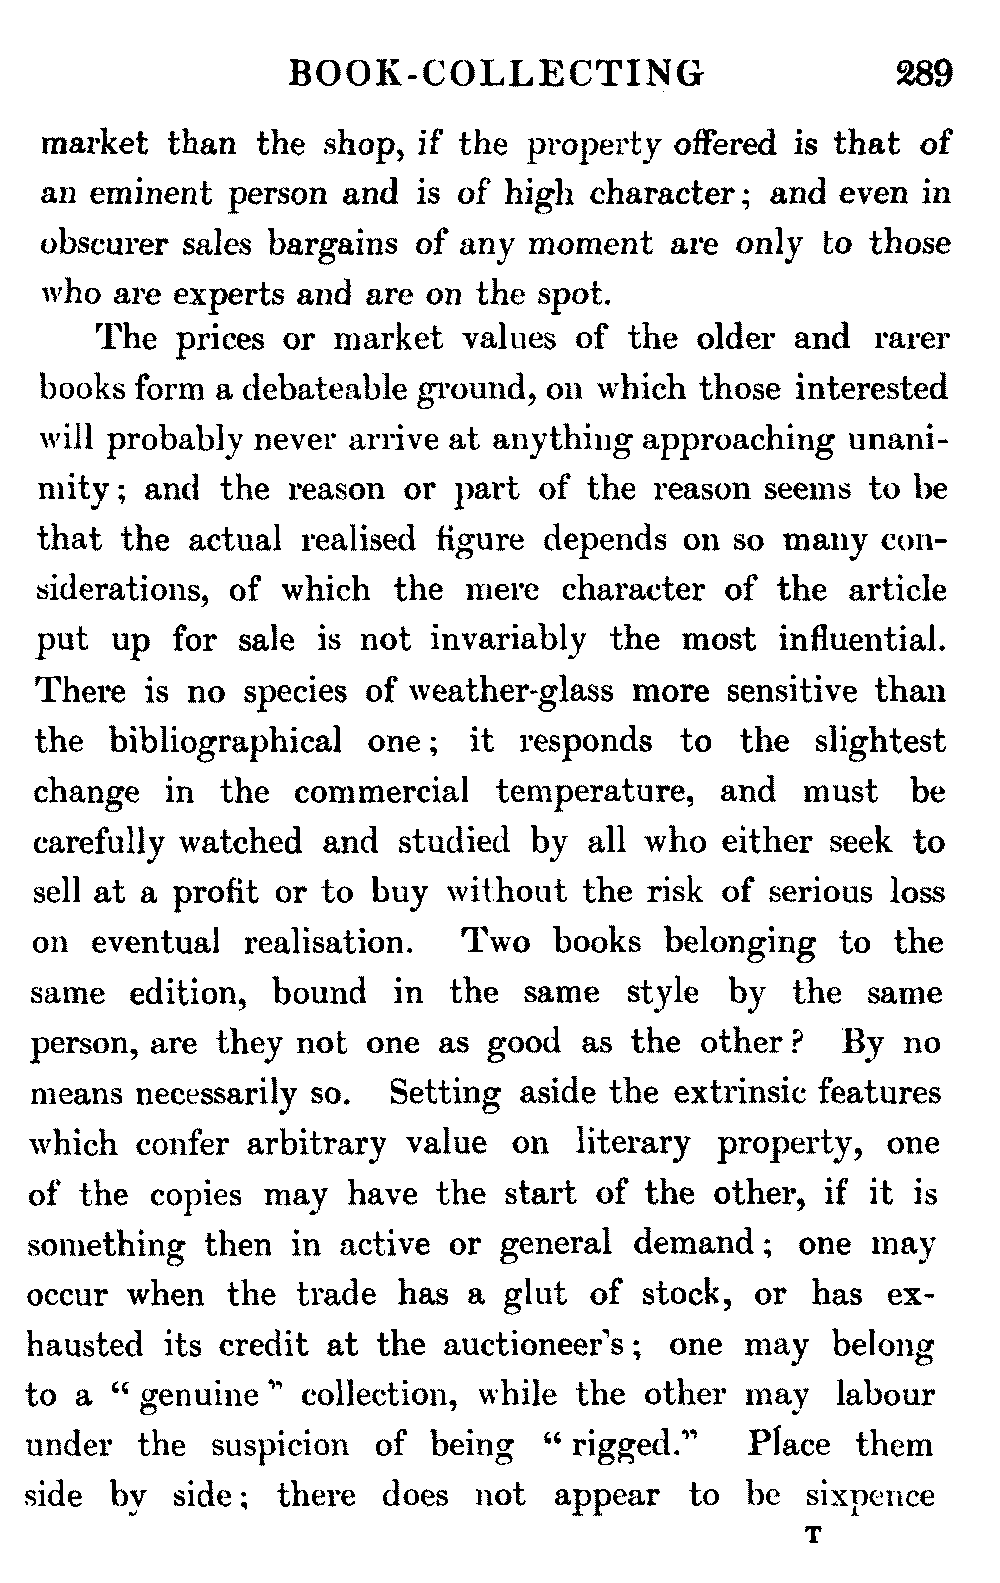 BOOK-COLLECTING 289
market than the shop, if the property offered is that of
an eminent person and is of high character; and even in
obscurer sales bargains of any moment are only to those
who are experts and are on the spot.
The prices or market values of the older and rarer
books form a debateable ground, on which those interested
will probably never arrive at anything approaching unani-
mity; and the reason or part of the reason seems to be
that the actual realised figure depends on so many con-
siderations, of which the mere character of the article
put up for sale is not invariably the most influential.
There is no species of weather-glass more sensitive than
the bibliographical one; it responds to the slightest
change in the commercial temperature, and must be
carefully watched and studied by all who either seek to
sell at a profit or to buy without the risk of serious loss
on eventual realisation. Two books belonging to the
same edition, bound in the same style by the same
person, are they not one as good as the other? By no
means necessarily so. Setting aside the extrinsic features
which confer arbitrary value on literary property, one
of the copies may have the start of the other, if it is
something then in active or general demand; one may
occur when the trade has a glut of stock, or has ex-
hausted its credit at the auctioneer's; one may belong
to a "genuine" collection, while the other may labour
under the suspicion of being "rigged." Place them
side by side; there does not appear to be sixpence
T